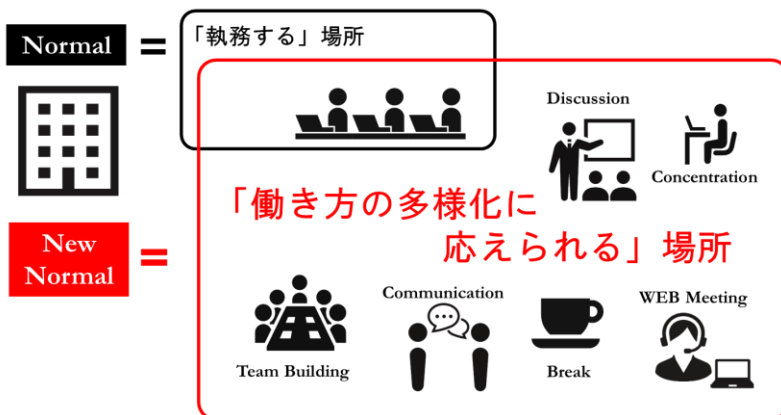 Normal
=
「執務する」場所
Discussion
Concentration
「働き方の多様化に
応えられる」場所
New
Normal
=
Team Building
Communication
Break
WEB Meeting